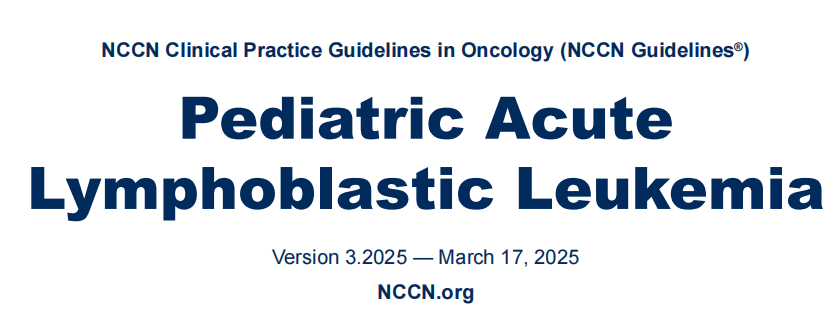 NCCN Clinical Practice Guidelines in Oncology (NCCN Guidelines®)
Pediatric Acute
Lymphoblastic Leukemia
Version 3.2025 — March 17, 2025
NCCN.org